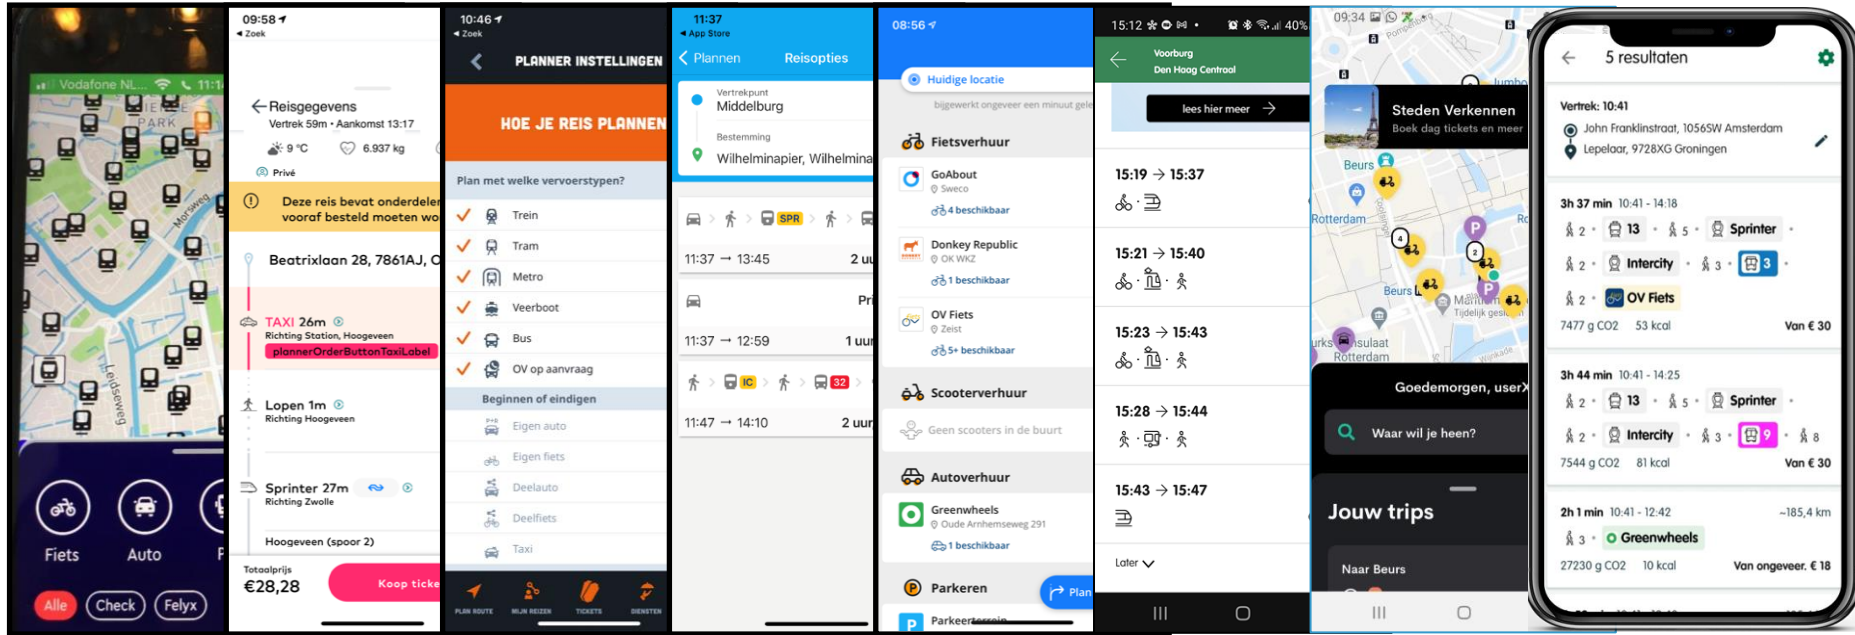 Vodafone NL...
11:1
PARK
Morsweg
Leidseweg
Fiets
Auto
Alle
Check
Felyx
09:58
Zoek
Reisgegevens
Vertrek 59m • Aankomst 13:17
9 °C
6.937 kg
Privé
Deze reis bevat onderdelen
vooraf besteld moeten wo
Beatrixlaan 28, 7861AJ, O
TAXI 26m
Richting Station, Hoogeveen
plannerOrderButtonTaxiLabel
Lopen 1m
Richting Hoogeveen
Sprinter 27m
Richting Zwolle
Hoogeveen (spoor 2)
Totaalprijs
€28,28
Koop ticke
10:46
Zoek
PLANNER INSTELLINGEN
HOE JE REIS PLANNEN
Plan met welke vervoerstypen?
Trein
Tram
Metro
Veerboot
Bus
OV op aanvraag
Beginnen of eindigen
Eigen auto
Eigen fiets
Deelauto
Deelfiets
Taxi
PLAN ROUTE
MIJN REIZEN
TICKETS
DIENSTEN
11:37
App Store
Plannen
Reisopties
Vertrekpunt
Middelburg
Bestemming
Wilhelminapier, Wilhelmina
SPR
11:37 → 13:45
2 uu
Pri
11:37 → 12:59
1 uur
IC
32
11:47 → 14:10
2 uur,
08:56
Huidige locatie
bijgewerkt ongeveer een minuut gele
Fietsverhuur
GoAbout
Sweco
4 beschikbaar
Donkey Republic
OK WKZ
1 beschikbaar
OV Fiets
Zeist
5+ beschikbaar
Scooterverhuur
Geen scooters in de buurt
Autoverhuur
Greenwheels
Oude Arnhemseweg 291
1 beschikbaar
Parkeren
Plan
P
Parkeerterrein
15:12
40%
Voorburg
Den Haag Centraal
lees hier meer →
15:19 → 15:37
15:21 → 15:40
15:23 → 15:43
15:28 → 15:44
15:43 → 15:47
Later
09:34
Jumbo
Steden Verkennen
Boek dag tickets en meer
Beurs
Rotterdam
Ro
P
4
2
Beurs
P
Tijdelijk gesl
Rotterdam
Goedemorgen, userX
Waar wil je heen?
Jouw trips
Naar Beurs
5 resultaten
Vertrek: 10:41
John Franklinstraat, 1056SW Amsterdam
Lepelaar, 9728XG Groningen
3h 37 min 10:41 - 14:18
2 • 13 • 5 • Sprinter •
2 • Intercity • 3 • 3
2 • OV Fiets
7477 g CO2 53 kcal Van € 30
3h 44 min 10:41 - 14:25
2 • 13 • 5 • Sprinter •
2 • Intercity • 3 • 9 • 8
7544 g CO2 81 kcal Van € 30
2h 1 min 10:41 - 12:42 ~185,4 km
3 • Greenwheels
27230 g CO2 10 kcal Van ongeveer. € 18